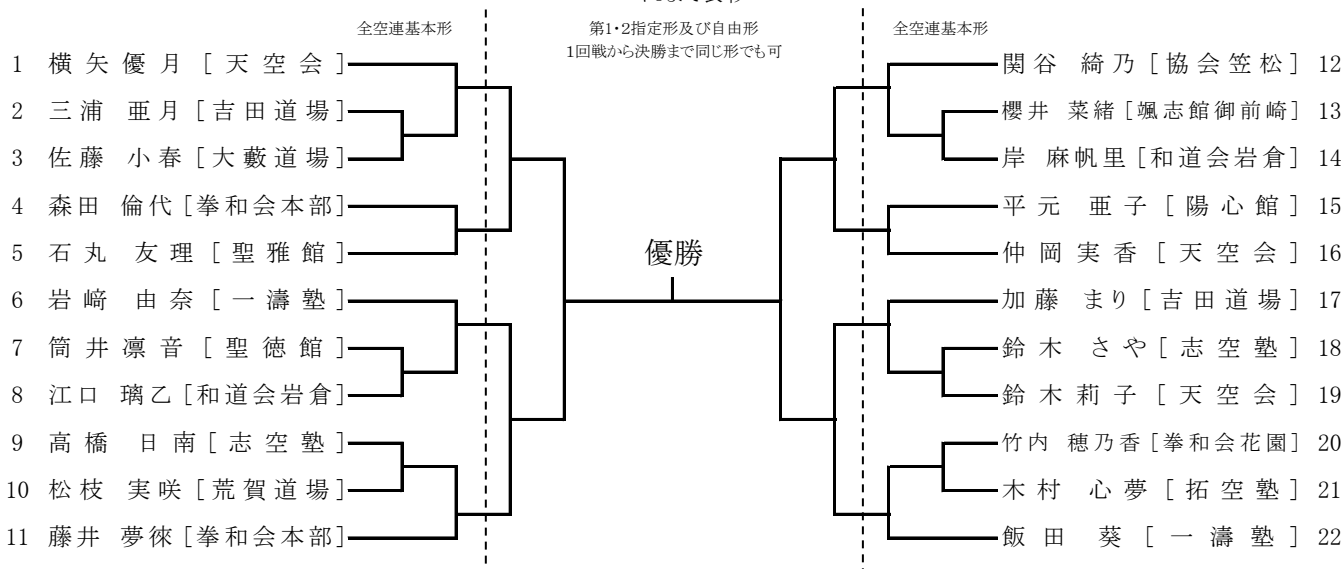 全空連基本形
第1・2指定形及び自由形
1回戦から決勝まで同じ形でも可
全空連基本形
1 横矢優月 [天空会]
2 三浦 亜月 [吉田道場]
3 佐藤 小春 [大藪道場]
4 森田 倫代 [拳和会本部]
5 石丸 友理 [聖雅館]
6 岩﨑 由奈 [一濤塾]
7 筒井凛音 [聖徳館]
8 江口 璃乙 [和道会岩倉]
9 高橋 日南 [志空塾]
10 松枝 実咲 [荒賀道場]
11 藤井 夢徠 [拳和会本部]
優勝
関谷 綺乃 [協会笠松] 12
櫻井 菜緒 [颯志館御前崎] 13
岸 麻帆里 [和道会岩倉] 14
平元 亜子 [陽心館] 15
仲岡実香 [天空会] 16
加藤 まり [吉田道場] 17
鈴木 さや [志空塾] 18
鈴木莉子 [天空会] 19
竹内 穂乃香 [拳和会花園] 20
木村 心夢 [拓空塾] 21
飯田 葵 [一濤塾] 22